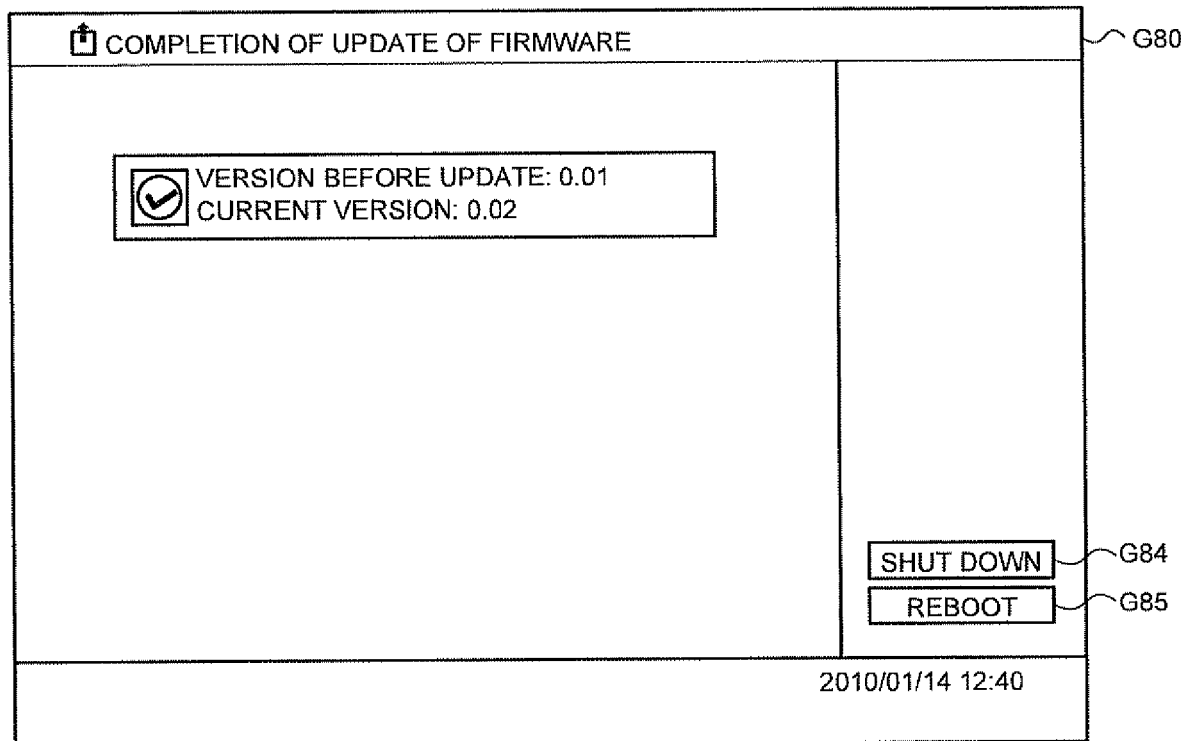 COMPLETION OF UPDATE OF FIRMWARE
G80
VERSION BEFORE UPDATE: 0.01
CURRENT VERSION: 0.02
SHUT DOWN
G84
REBOOT
G85
2010/01/14 12:40